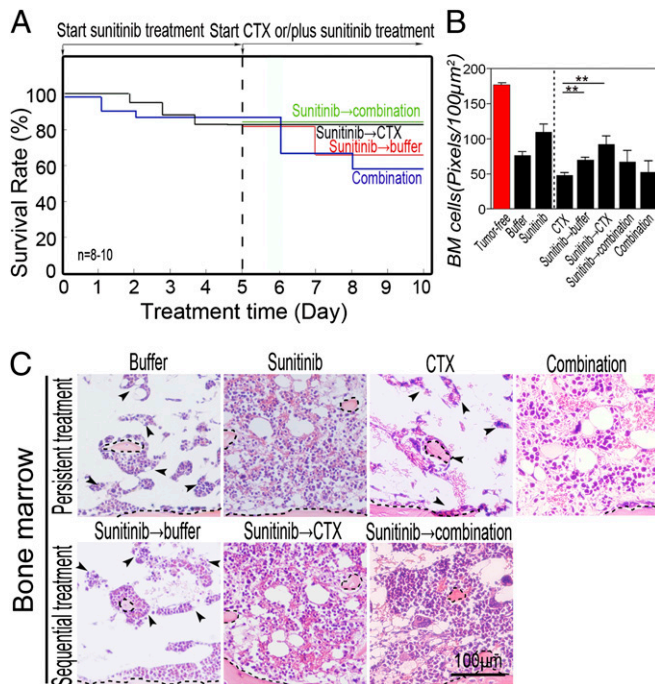 A
Start sunitinib treatment
Start CTX or/plus sunitinib treatment
Survival Rate (%)
100
80
60
40
80
0
Sunitinib→combination
Sunitinib→CTX
Sunitinib→buffer
Combination
n=8-10
0
1
2
3
4
5
6
7
8
9
10
Treatment time (Day)
B
BM cells(Pixels/100μm²)
200
150
100
50
0
**
**
Tumor-free
Buffer
Sunitinib
CTX
Sunitinib→buffer
Sunitinib→CTX
Sunitinib→combination
Combination
C
Bone marrow
Persistent treatment
Buffer
Sunitinib
CTX
Combination
Sequential treatment
Sunitinib→buffer
Sunitinib→CTX
Sunitinib→combination
100μm